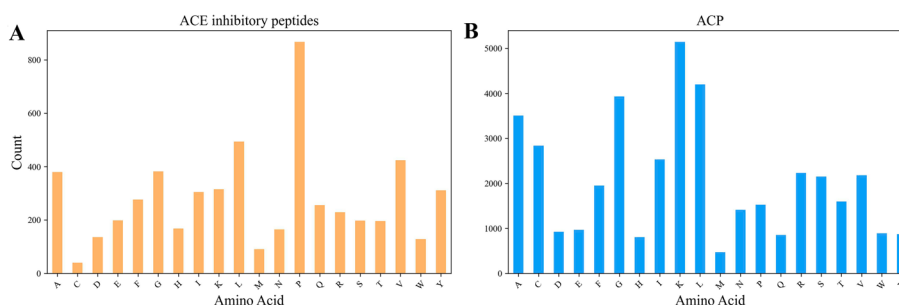 A
ACE inhibitory peptides
Count
800
600
400
200
0
A C D E F G H I K L M N P Q R S T V W Y
Amino Acid
B
ACP
5000
4000
3000
2000
1000
0
A C D E F G H I K L M N P Q R S T V W
Amino Acid